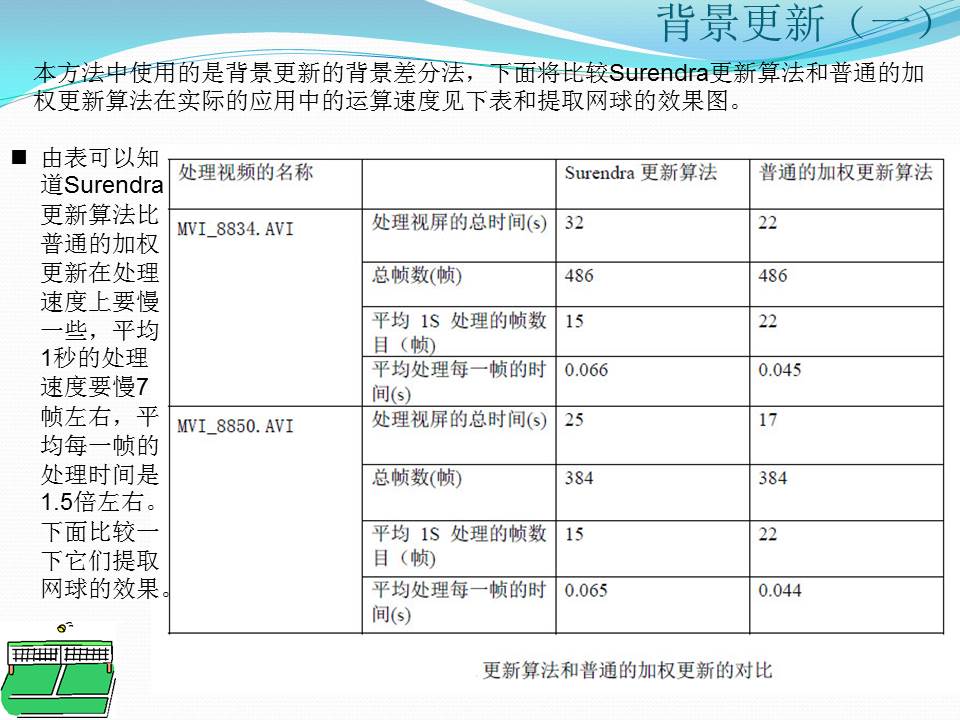 背景更新（一）
本方法中使用的是背景更新的背景差分法，下面将比较Surendra更新算法和普通的加
权更新算法在实际的应用中的运算速度见下表和提取网球的效果图。
由表可以知
道Surendra
更新算法比
普通的加权
更新在处理
速度上要慢
一些，平均
1秒的处理
速度要慢7
帧左右，平
均每一帧的
处理时间是
1.5倍左右。
下面比较一
下它们提取
网球的效果。
处理视频的名称 Surendra 更新算法 普通的加权更新算法
MVI_8834.AVI 处理视屏的总时间(s) 32 22
总帧数(帧) 486 486
平均 1S 处理的帧数 15 22
目（帧)
平均处理每一帧的时 0.066 0.045
间(s)
MVI_8850.AVI 处理视屏的总时间(s) 25 17
总帧数(帧) 384 384
平均 1S 处理的帧数 15 22
目（帧)
平均处理每一帧的时 0.065 0.044
间(s)
更新算法和普通的加权更新的对比